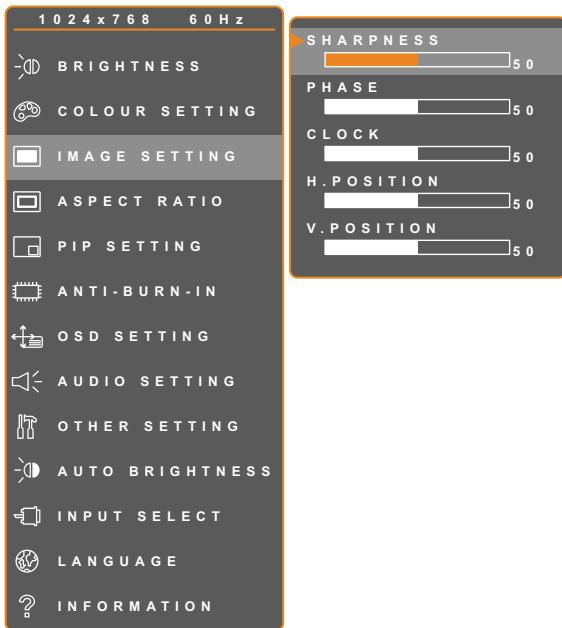 1024x768 60Hz
BRIGHTNESS
COLOUR SETTING
IMAGE SETTING
ASPECT RATIO
PIP SETTING
ANTI-BURN-IN
OSD SETTING
AUDIO SETTING
OTHER SETTING
AUTO BRIGHTNESS
INPUT SELECT
LANGUAGE
INFORMATION
SHARPNESS
50
PHASE
50
CLOCK
50
H.POSITION
50
V.POSITION
50